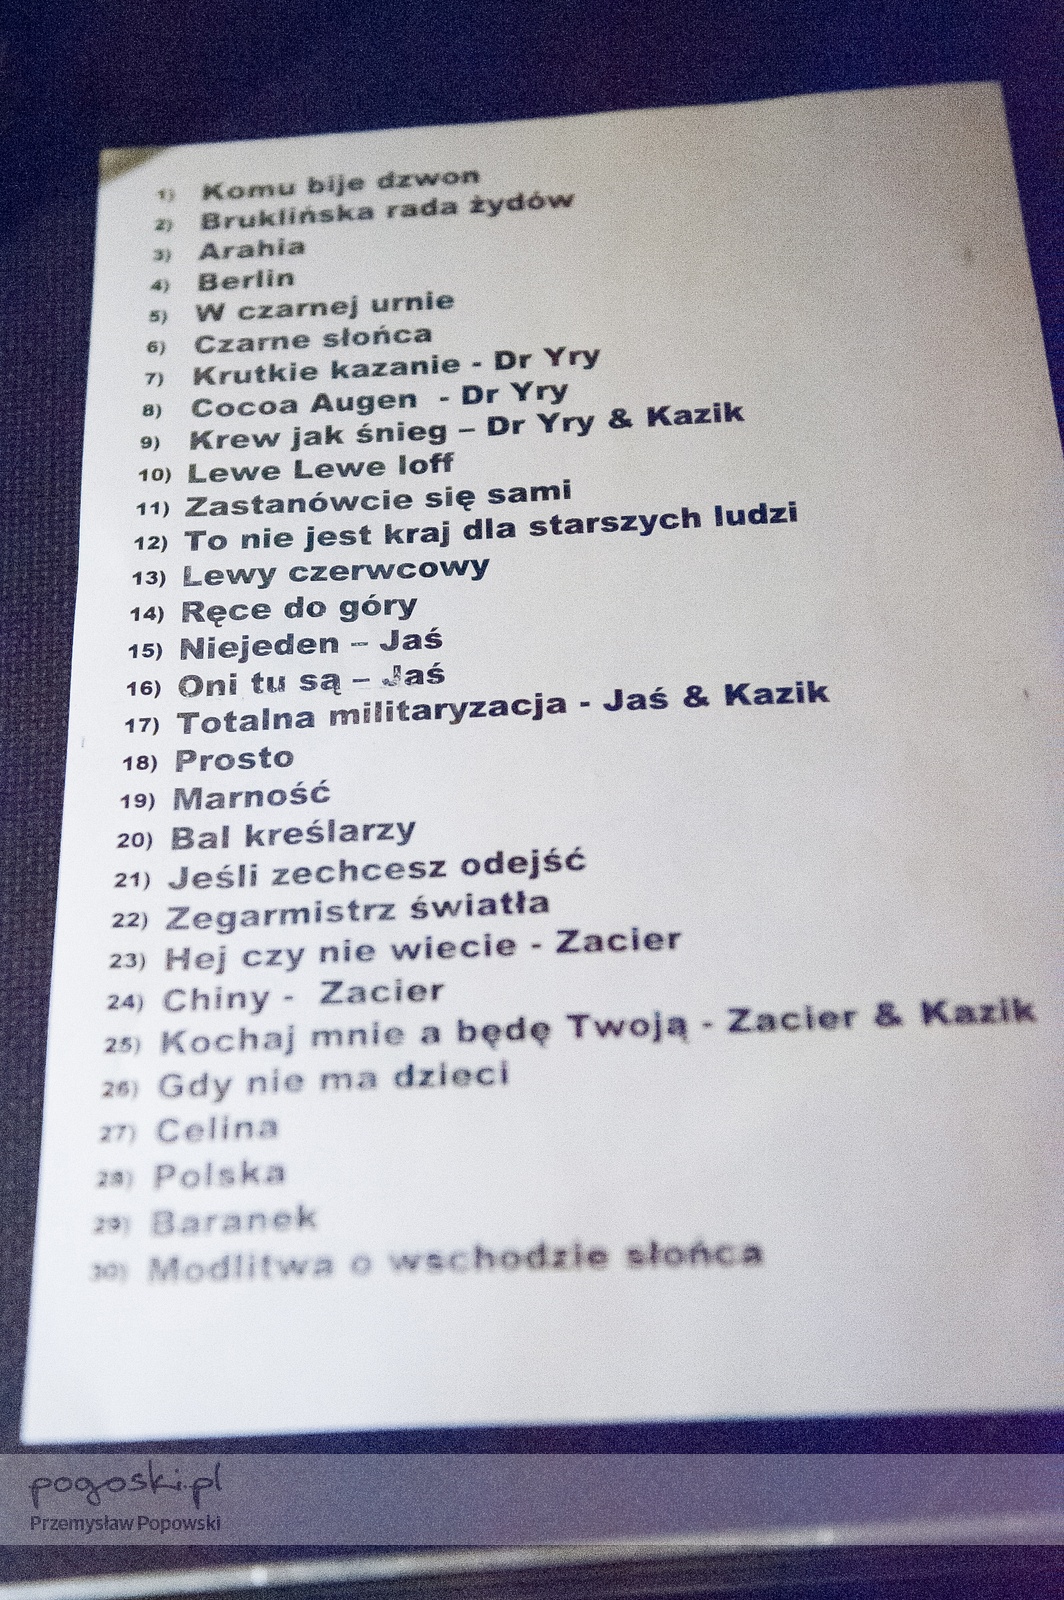 1) Komu bije dzwon
2) Bruklińska rada żydów
3) Arahia
4) Berlin
5) W czarnej urnie
6) Czarne słońca
7) Krutkie kazanie - Dr Yry
8) Cocoa Augen - Dr Yry
9) Krew jak śnieg – Dr Yry & Kazik
10) Lewe Lewe loff
11) Zastanówcie się sami
12) To nie jest kraj dla starszych ludzi
13) Lewy czerwcowy
14) Ręce do góry
15) Niejeden – Jaś
16) Oni tu są – Jaś
17) Totalna militaryzacja - Jaś & Kazik
18) Prosto
19) Marność
20) Bal kreślarzy
21) Jeśli zechcesz odejść
22) Zegarmistrz światła
23) Hej czy nie wiecie - Zacier
24) Chiny - Zacier
25) Kochaj mnie a będę Twoją - Zacier & Kazik
26) Gdy nie ma dzieci
27) Celina
28) Polska
29) Baranek
30) Modlitwa o wschodzie słońca
pogoski.pl
Przemysław Popowski